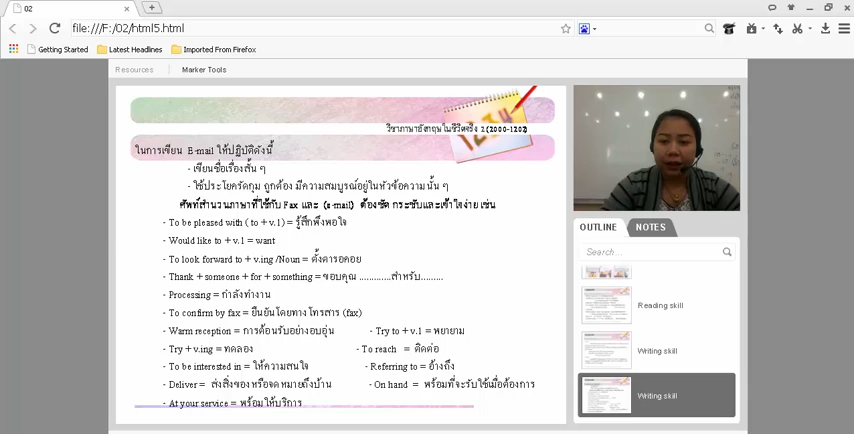 02
file:///F:/02/html5.html
Getting Started
Latest Headlines
Imported From Firefox
Resources
Marker Tools
วิชาภาษาอังกฤษในชีวิตจริง 2 (2000-1202)
ในการเขียน E-mail ให้ปฏิบัติดังนี้
- เขียนชื่อเรื่องสั้น ๆ
- ใช้ประโยครัดกุม ถูกต้อง มีความสมบูรณ์อยู่ในหัวข้อความนั้น ๆ
ศัพท์สำนวนภาษาที่ใช้กับ Fax และ (e-mail) ต้องชัด กระชับและเข้าใจง่าย เช่น
- To be pleased with ( to + v.1) = รู้สึกพึงพอใจ
- Would like to + v.1 = want
- To look forward to + v.ing /Noun = ตั้งตารอคอย
- Thank + someone + for + something = ขอบคุณ .............สำหรับ.........
- Processing = กำลังทำงาน
- To confirm by fax = ยืนยันโดยทางโทรสาร (fax)
- Warm reception = การต้อนรับอย่างอบอุ่น - Try to + v.1 = พยายาม
- Try + v.ing = ทดลอง - To reach = ติดต่อ
- To be interested in = ให้ความสนใจ - Referring to = อ้างถึง
- Deliver = ส่งสิ่งของหรือจดหมายถึงบ้าน - On hand = พร้อมที่จะรับใช้เมื่อต้องการ
- At your service = พร้อมให้บริการ
OUTLINE
NOTES
Search...
Reading skill
Writing skill
Writing skill